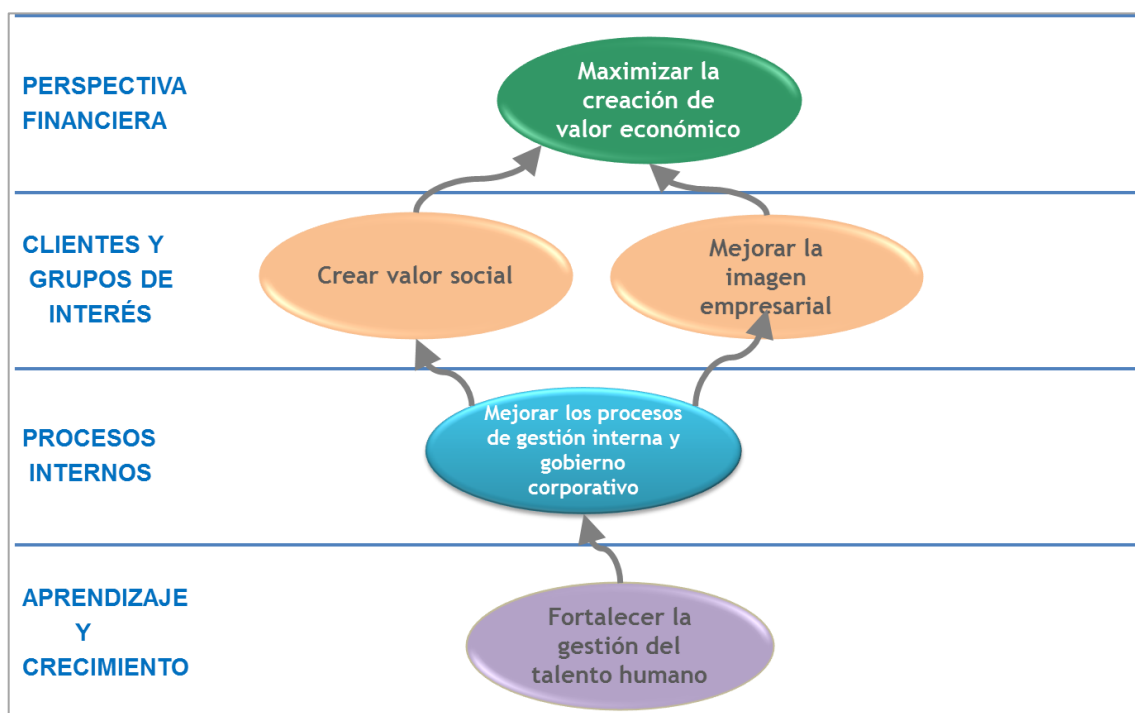 PERSPECTIVA
FINANCIERA
Maximizar la
creación de
valor económico
CLIENTES Y
GRUPOS DE
INTERÉS
Crear valor social
Mejorar la
imagen
empresarial
PROCESOS
INTERNOS
Mejorar los procesos
de gestión interna y
gobierno
corporativo
APRENDIZAJE
Y
CRECIMIENTO
Fortalecer la
gestión del
talento humano